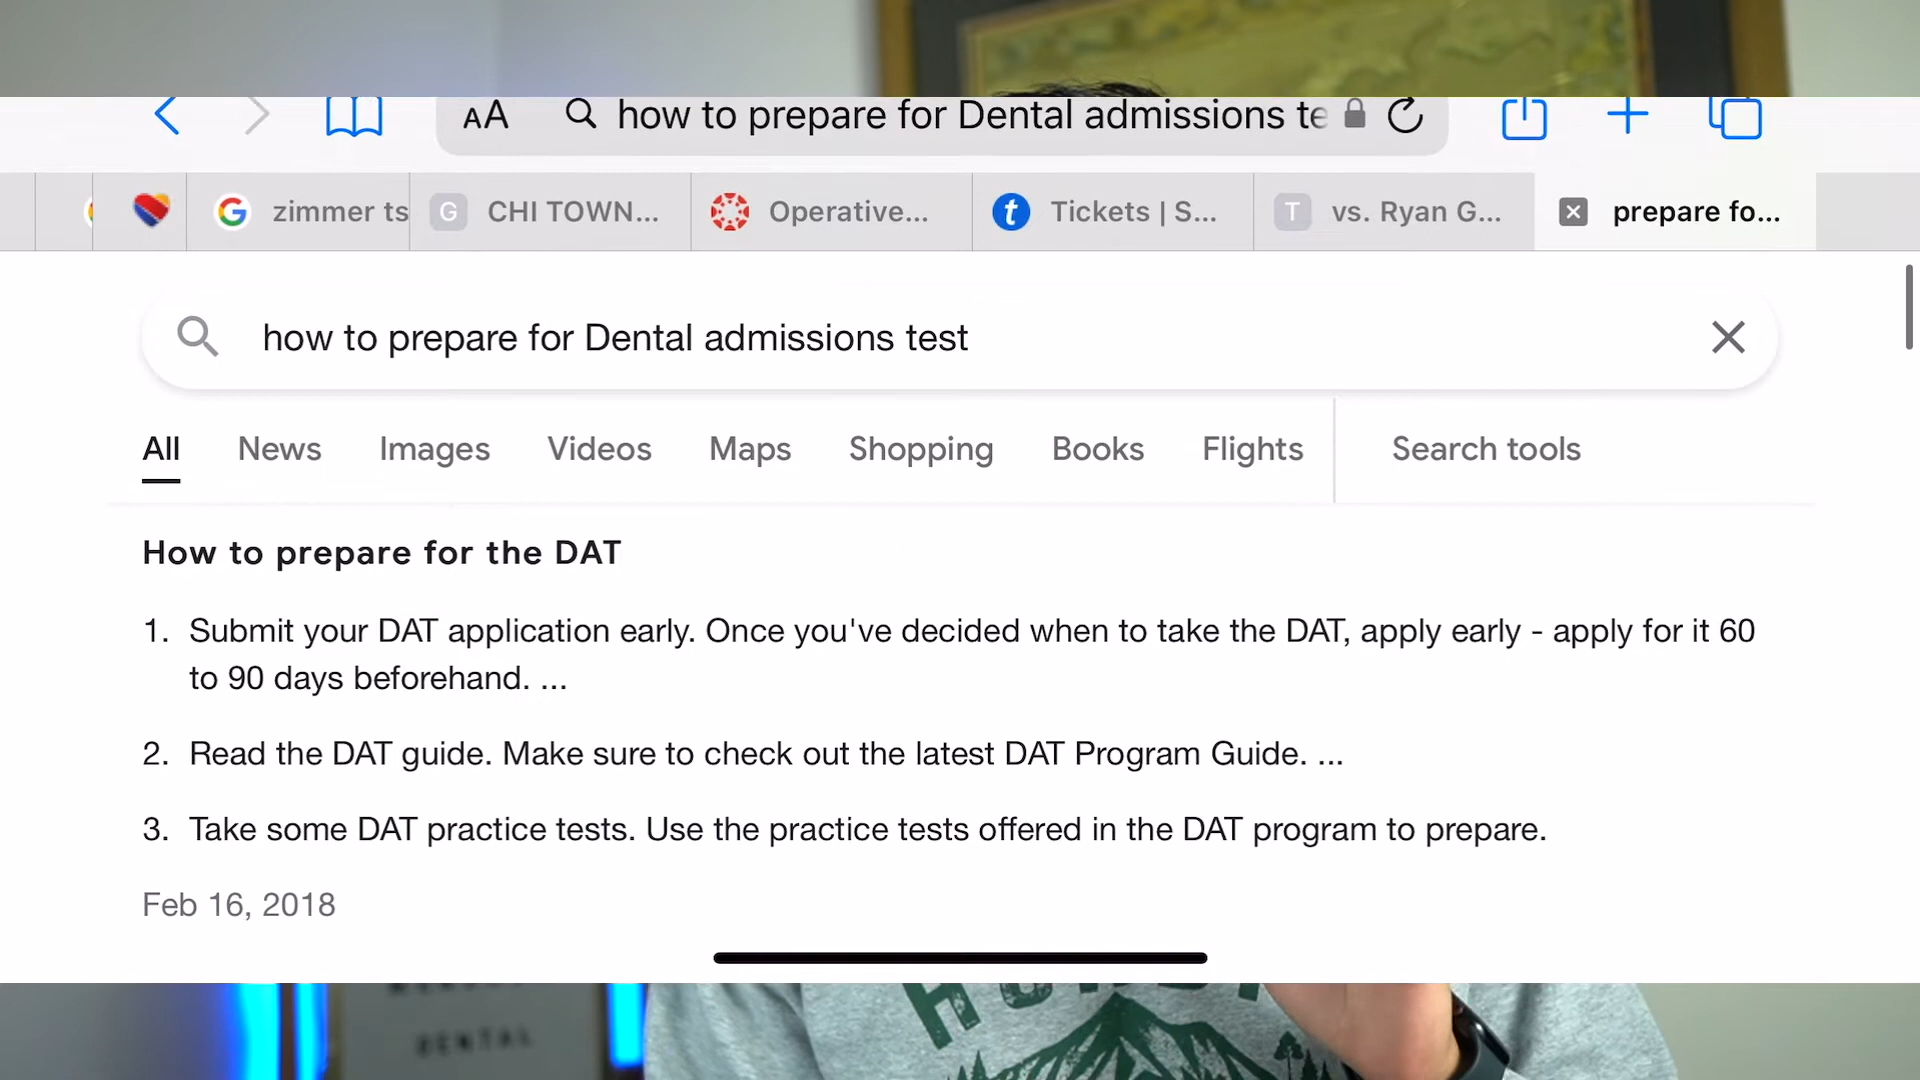 AA how to prepare for Dental admissions te
zimmer ts G CHI TOWN... Operative... t Tickets | S... T vs. Ryan G... prepare fo...
how to prepare for Dental admissions test
All News Images Videos Maps Shopping Books Flights Search tools
How to prepare for the DAT
1. Submit your DAT application early. Once you've decided when to take the DAT, apply early - apply for it 60
to 90 days beforehand. ...
2. Read the DAT guide. Make sure to check out the latest DAT Program Guide. ...
3. Take some DAT practice tests. Use the practice tests offered in the DAT program to prepare.
Feb 16, 2018
DENTAL